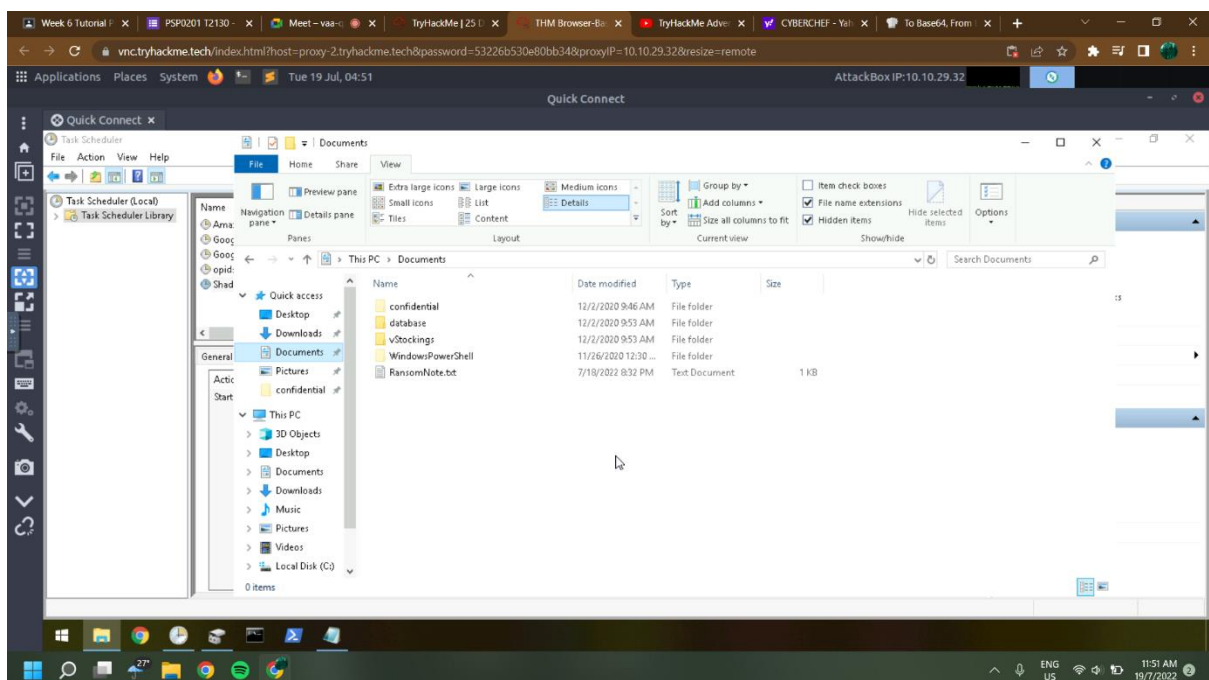 Week 6 Tutorial P
PSP0201 T2130 -
Meet – vaa-
TryHackMe | 25 D
THM Browser-Ba
TryHackMe Adve
CYBERCHEF - Yah
To Base64, From
vnc.tryhackme.tech/index.html?host=proxy-2.tryhackme.tech&password=53226b530e80bb34&proxyIP=10.10.29.32&resize=remote
Applications Places System Tue 19 Jul, 04:51 AttackBox IP:10.10.29.32
Quick Connect
Quick Connect
Task Scheduler
File Action View Help
Task Scheduler (Local)
Task Scheduler Library
Name
Ama
Goog
Goog
opid
Shad
General
Actic
Start
Documents
File Home Share View
Navigation pane
Preview pane
Details pane
Panes
Extra large icons Large icons Medium icons
Small icons List Details
Tiles Content
Layout
Sort by
Group by
Add columns
Size all columns to fit
Current view
Item check boxes
File name extensions
Hidden items
Hide selected items
Show/hide
Options
This PC > Documents
Search Documents
Quick access
Desktop
Downloads
Documents
Pictures
confidential
This PC
3D Objects
Desktop
Documents
Downloads
Music
Pictures
Videos
Local Disk (C:)
Name Date modified Type Size
confidential 12/2/2020 9:46 AM File folder
database 12/2/2020 9:53 AM File folder
vStockings 12/2/2020 9:53 AM File folder
WindowsPowerShell 11/26/2020 12:30 ... File folder
RansomNote.txt 7/18/2022 8:32 PM Text Document 1 KB
0 items
27°
ENG
US
11:51 AM
19/7/2022
2